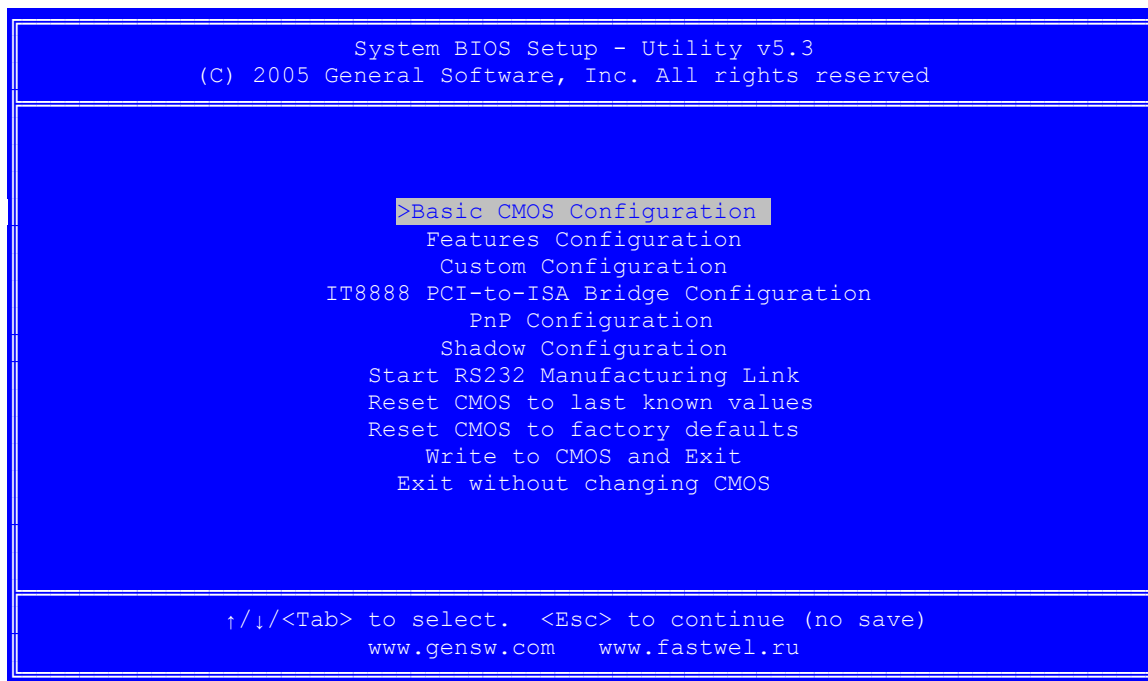 System BIOS Setup - Utility v5.3
(C) 2005 General Software, Inc. All rights reserved
>Basic CMOS Configuration
Features Configuration
Custom Configuration
IT8888 PCI-to-ISA Bridge Configuration
PnP Configuration
Shadow Configuration
Start RS232 Manufacturing Link
Reset CMOS to last known values
Reset CMOS to factory defaults
Write to CMOS and Exit
Exit without changing CMOS
↑/↓/<Tab> to select. <Esc> to continue (no save)
www.gensw.com www.fastwel.ru